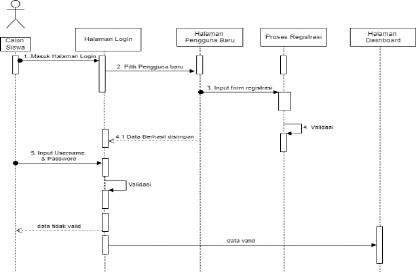 Calon
Siswa
Halaman Login
Halaman
Pengguna Baru
Proses Registrasi
Halaman
Dashboard
1. Masuk Halaman Login
2. Pilih Pengguna baru
3. Input form registrasi
4. Validasi
4.1 Data Berhasil disimpan
5. Input Username
& Password
Validasi
data tidak valid
data valid